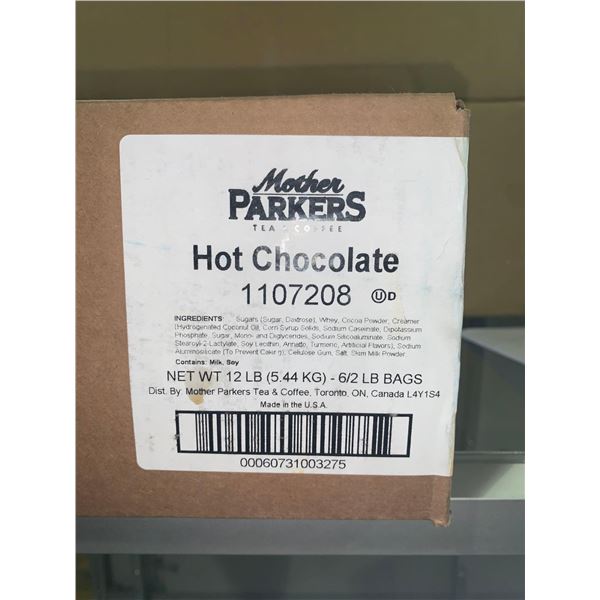 Mother
PARKERS
TEA & COFFEE
Hot Chocolate
1107208 UD
INGREDIENTS: Sugars (Sugar, Dextrose), Whey, Cocoa Powder, Creamer
(Hydrogenated Coconut Oil, Corn Syrup Solids, Sodium Caseinate, Dipotassium
Phosphate, Sugar, Mono- and Diglycerides, Sodium Silicoaluminate, Sodium
Stearoyl-2-Lactylate, Soy Lecithin, Annatto, Turmeric, Artificial Flavors), Sodium
Aluminosilicate (To Prevent Caking), Cellulose Gum, Salt, Skim Milk Powder
Contains: Milk, Soy
NET WT 12 LB (5.44 KG) - 6/2 LB BAGS
Dist. By: Mother Parkers Tea & Coffee, Toronto, ON, Canada L4Y1S4
Made in the U.S.A.
00060731003275